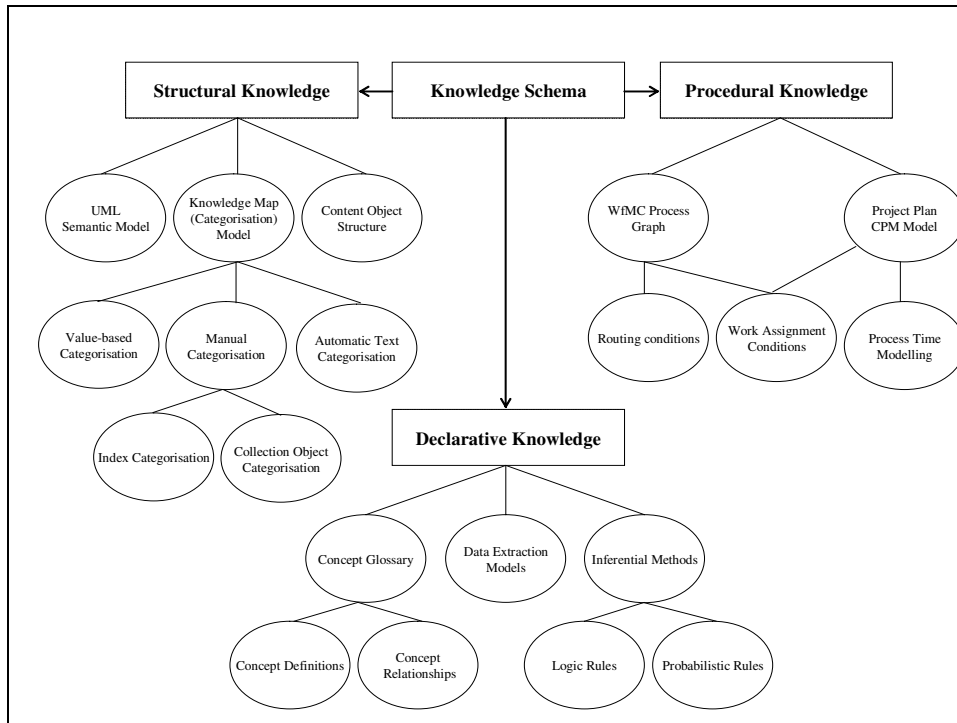 Structural Knowledge
Knowledge Schema
Procedural Knowledge
UML
Semantic Model
Knowledge Map
(Categorisation)
Model
Content Object
Structure
WfMC Process
Graph
Project Plan
CPM Model
Value-based
Categorisation
Manual
Categorisation
Automatic Text
Categorisation
Routing conditions
Work Assignment
Conditions
Process Time
Modelling
Index Categorisation
Collection Object
Categorisation
Declarative Knowledge
Concept Glossary
Data Extraction
Models
Inferential Methods
Concept Definitions
Concept
Relationships
Logic Rules
Probabilistic Rules